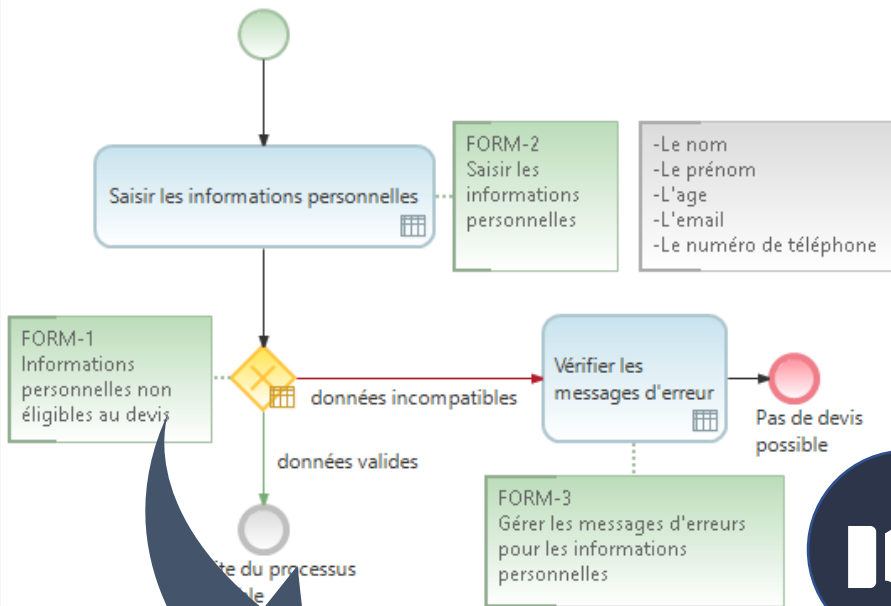 Saisir les informations personnelles
FORM-2
Saisir les
informations
personnelles
-Le nom
-Le prénom
-L'age
-L'email
-Le numéro de téléphone
FORM-1
Informations
personnelles non
éligibles au devis
données incompatibles
Vérifier les
messages d'erreur
Pas de devis
possible
données valides
FORM-3
Gérer les messages d'erreurs
pour les informations
personnelles
du processus